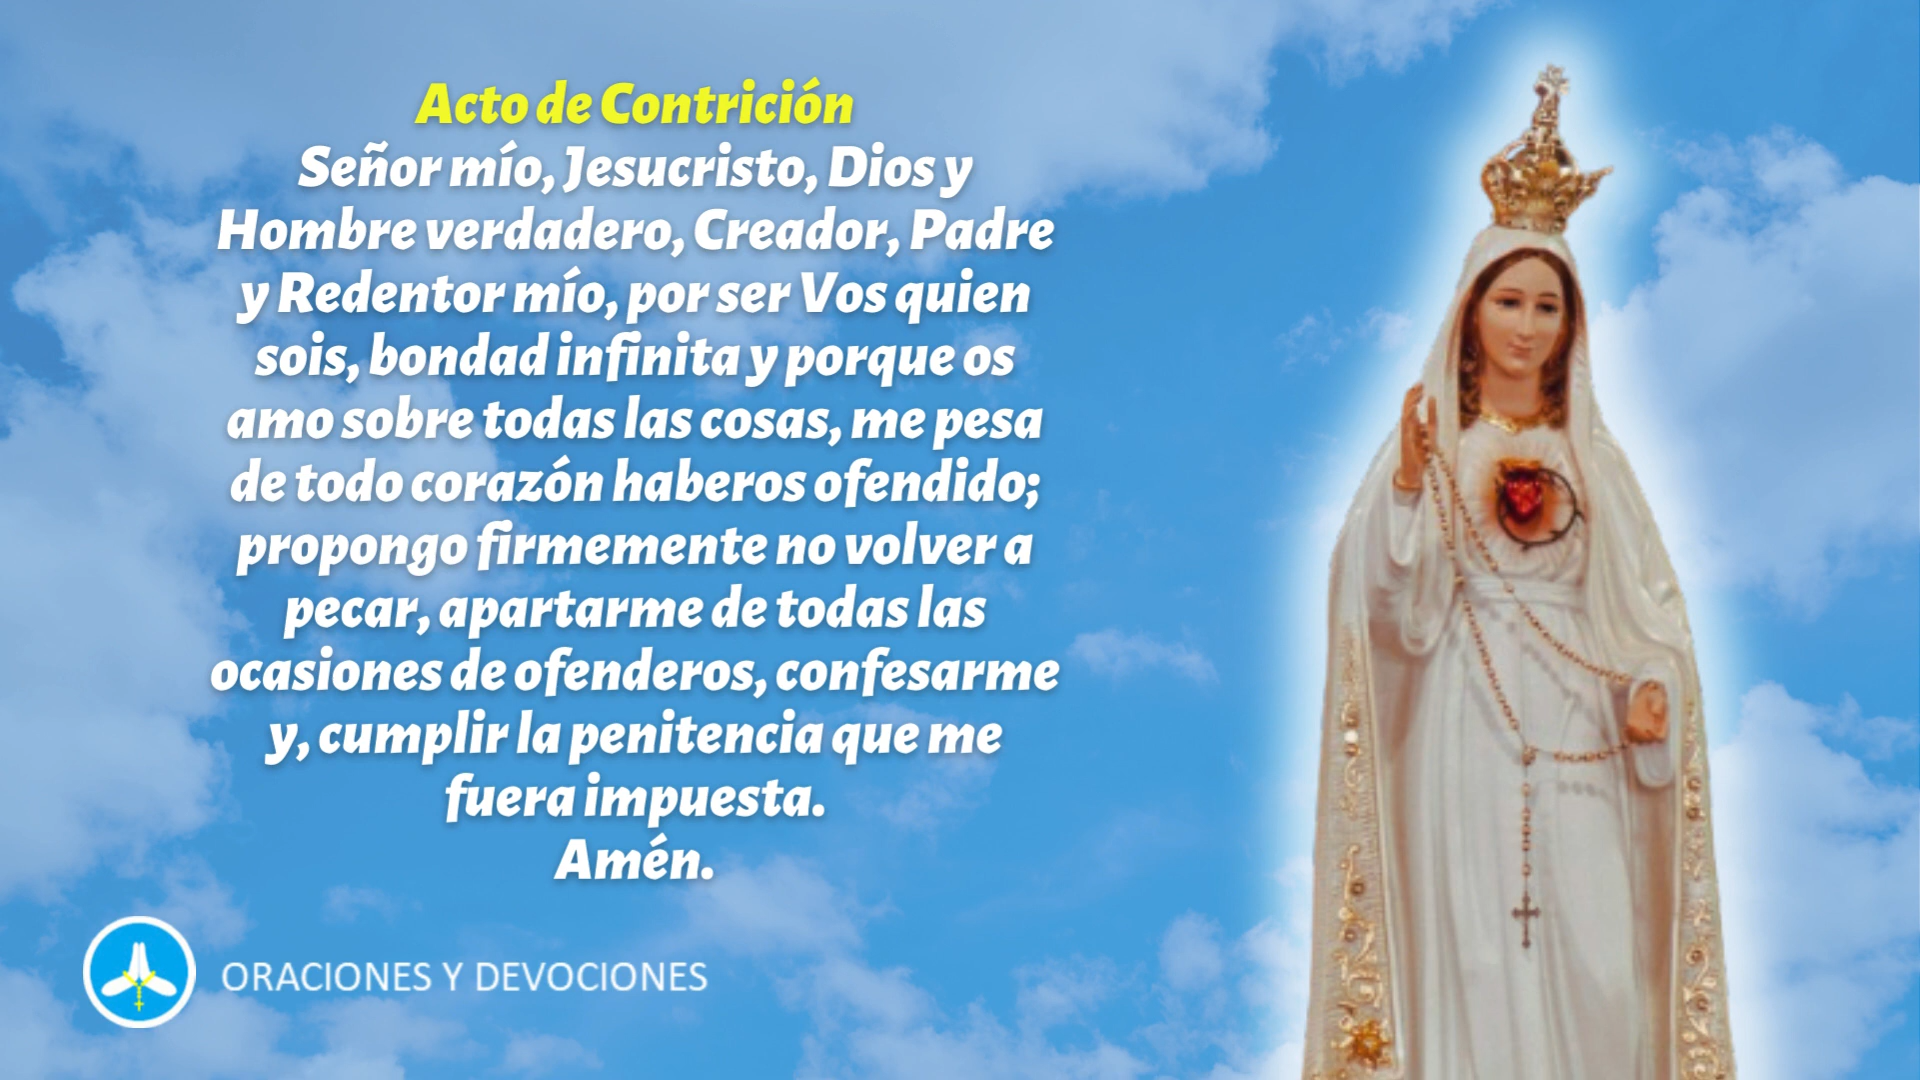 Acto de Contrición
Señor mío, Jesucristo, Dios y
Hombre verdadero, Creador, Padre
y Redentor mío, por ser Vos quien
sois, bondad infinita y porque os
amo sobre todas las cosas, me pesa
de todo corazón haberos ofendido;
propongo firmemente no volver a
pecar, apartarme de todas las
ocasiones de ofenderos, confesarme
y, cumplir la penitencia que me
fuera impuesta.
Amén.
ORACIONES Y DEVOCIONES